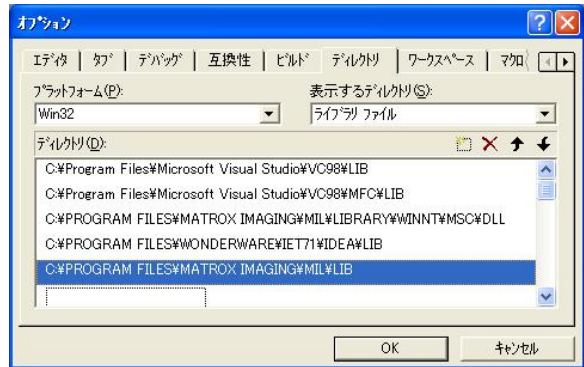 オプション
エディタ タブ デバッグ 互換性 ビルド ディレクトリ ワークスペース マクロ
プラットフォーム(P): 表示するディレクトリ(S):
Win32 ライブラリ ファイル
ディレクトリ(D):
C:¥Program Files¥Microsoft Visual Studio¥VC98¥LIB
C:¥Program Files¥Microsoft Visual Studio¥VC98¥MFC¥LIB
C:¥PROGRAM FILES¥MATROX IMAGING¥MIL¥LIBRARY¥WINNT¥MSC¥DLL
C:¥PROGRAM FILES¥WONDERWARE¥IET71¥IDEA¥LIB
C:¥PROGRAM FILES¥MATROX IMAGING¥MIL¥LIB
OK キャンセル